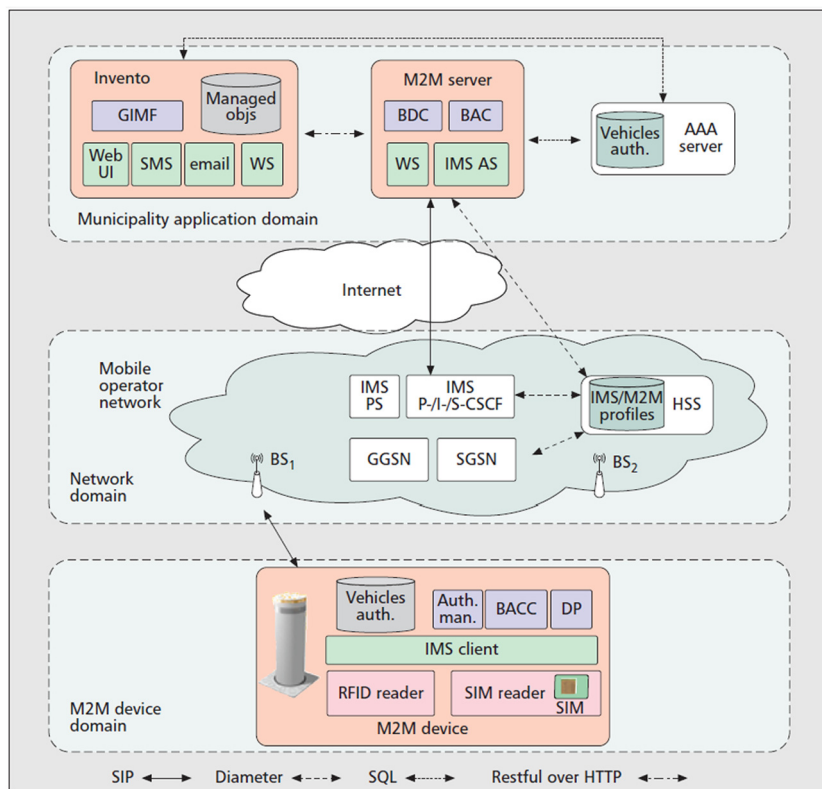 Invento
Managed
objs
GIMF
Web
UI
SMS
email
WS
M2M server
BDC
BAC
WS
IMS AS
Vehicles
auth.
AAA
server
Municipality application domain
Internet
Mobile
operator
network
IMS
PS
IMS
P-/I-/S-CSCF
IMS/M2M
profiles
HSS
GGSN
SGSN
BS1
BS2
Network
domain
Vehicles
auth.
Auth.
man.
BACC
DP
IMS client
RFID reader
SIM reader
SIM
M2M device
M2M device
domain
SIP
Diameter
SQL
Restful over HTTP